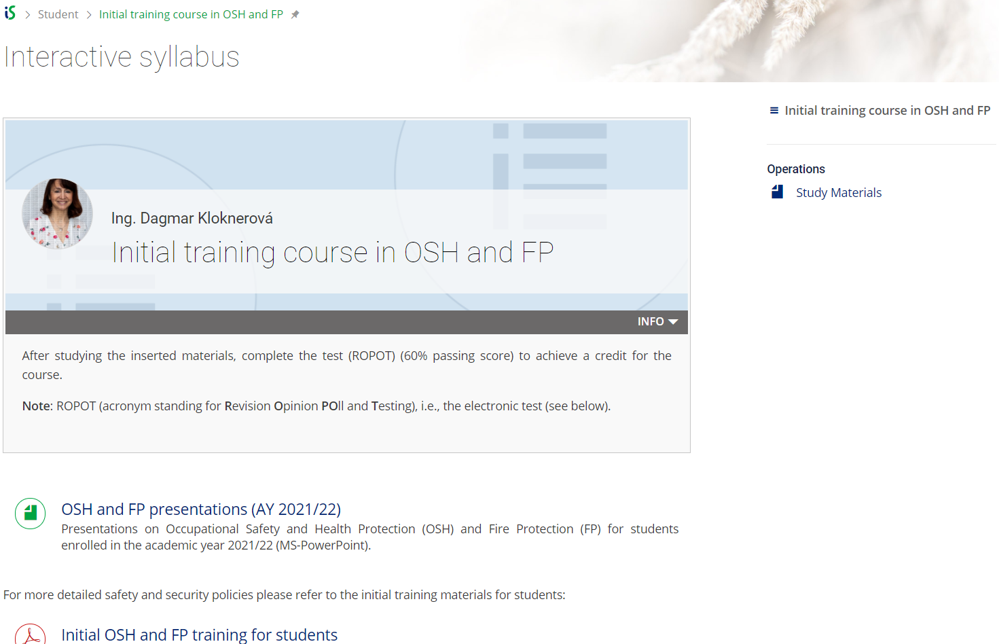 iS > Student > Initial training course in OSH and FP
Interactive syllabus
Initial training course in OSH and FP
Operations
Study Materials
Ing. Dagmar Kloknerová
Initial training course in OSH and FP
INFO
After studying the inserted materials, complete the test (ROPOT) (60% passing score) to achieve a credit for the
course.
Note: ROPOT (acronym standing for Revision Opinion POll and Testing), i.e., the electronic test (see below).
OSH and FP presentations (AY 2021/22)
Presentations on Occupational Safety and Health Protection (OSH) and Fire Protection (FP) for students
enrolled in the academic year 2021/22 (MS-PowerPoint).
For more detailed safety and security policies please refer to the initial training materials for students:
Initial OSH and FP training for students